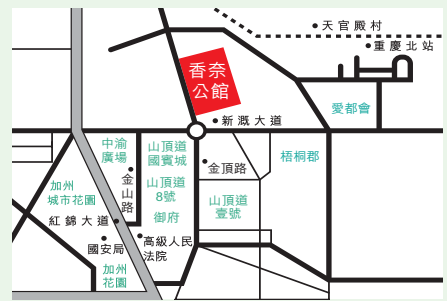 天官殿村
重慶北站
香奈
公館
愛都會
新溉大道
中渝
廣場
山頂道
國賓城
梧桐郡
金頂路
金山路
加州
城市花園
山頂道
8號
山頂道
壹號
紅錦大道
御府
國安局
高級人民
法院
加州
花園